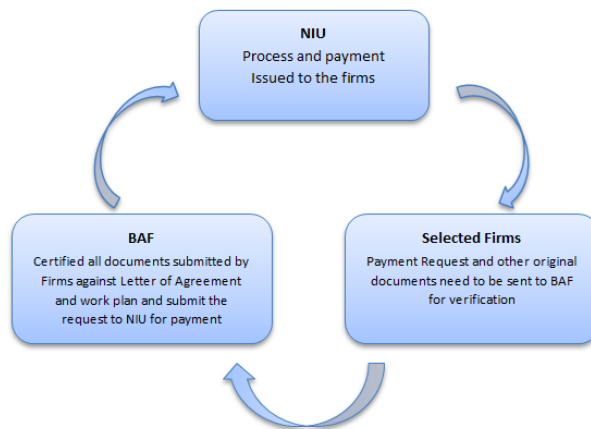 NIU
Process and payment
Issued to the firms
BAF
Certified all documents submitted by
Firms against Letter of Agreement
and work plan and submit the
request to NIU for payment
Selected Firms
Payment Request and other original
documents need to be sent to BAF
for verification